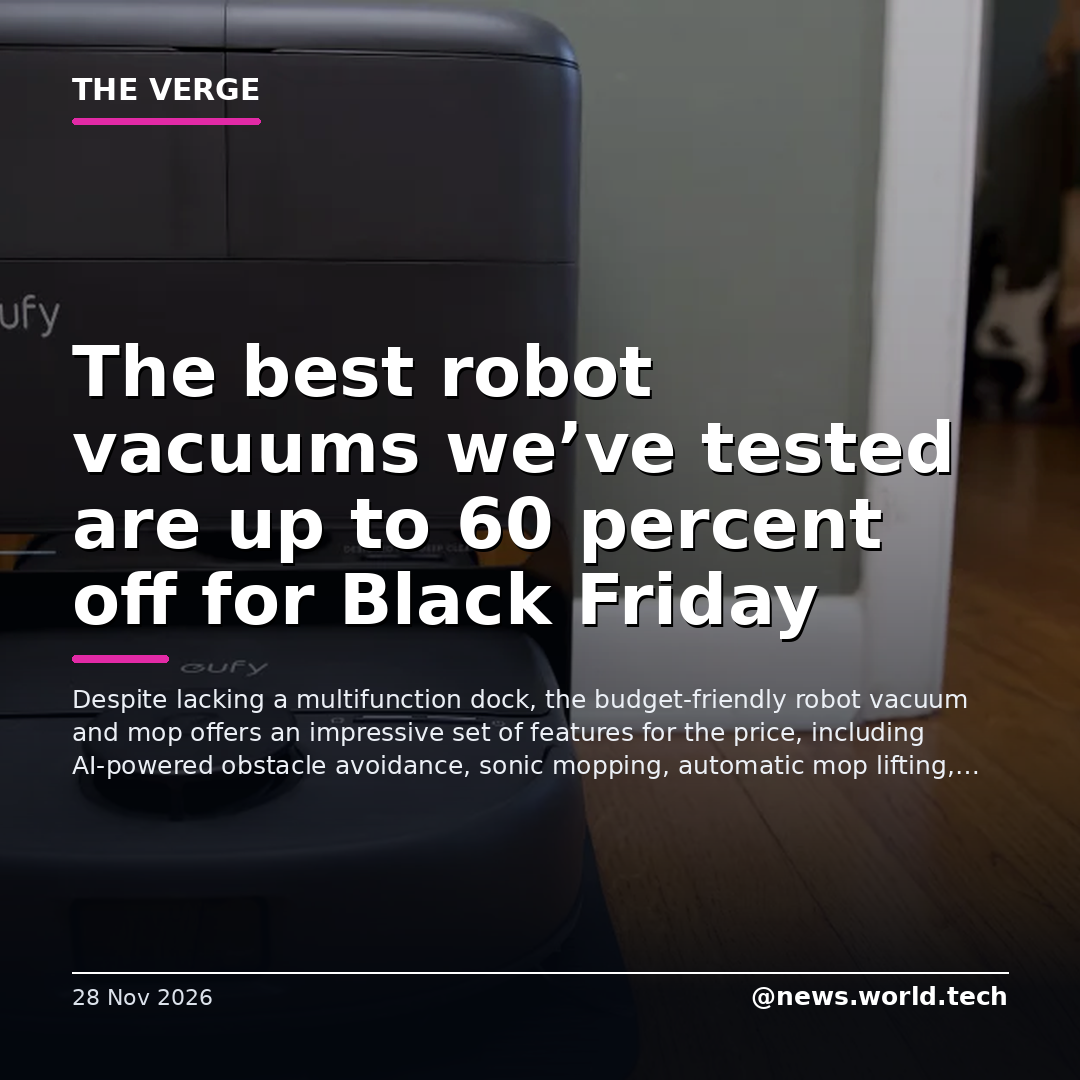 THE VERGE
ufy
The best robot
vacuums we’ve tested
are up to 60 percent
off for Black Friday
eufy
Despite lacking a multifunction dock, the budget-friendly robot vacuum
and mop offers an impressive set of features for the price, including
AI-powered obstacle avoidance, sonic mopping, automatic mop lifting,...
28 Nov 2026
@news.world.tech